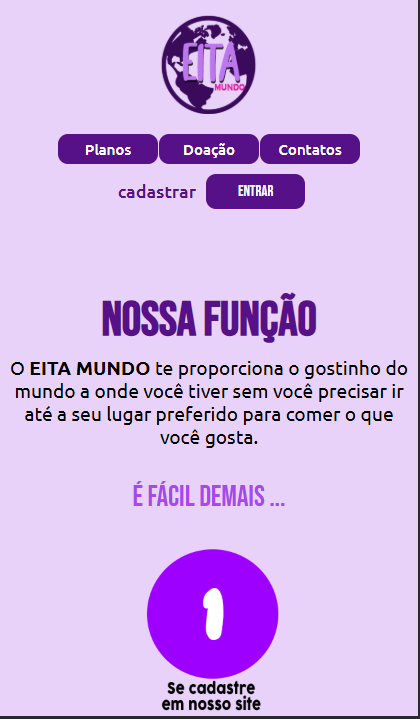 EITA
MUNDO
Planos
Doação
Contatos
cadastrar
ENTRAR
NOSSA FUNÇÃO
O EITA MUNDO te proporciona o gostinho do
mundo a onde você tiver sem você precisar ir
até a seu lugar preferido para comer o que
você gosta.
É FÁCIL DEMAIS ...
1
Se cadastre
em nosso site